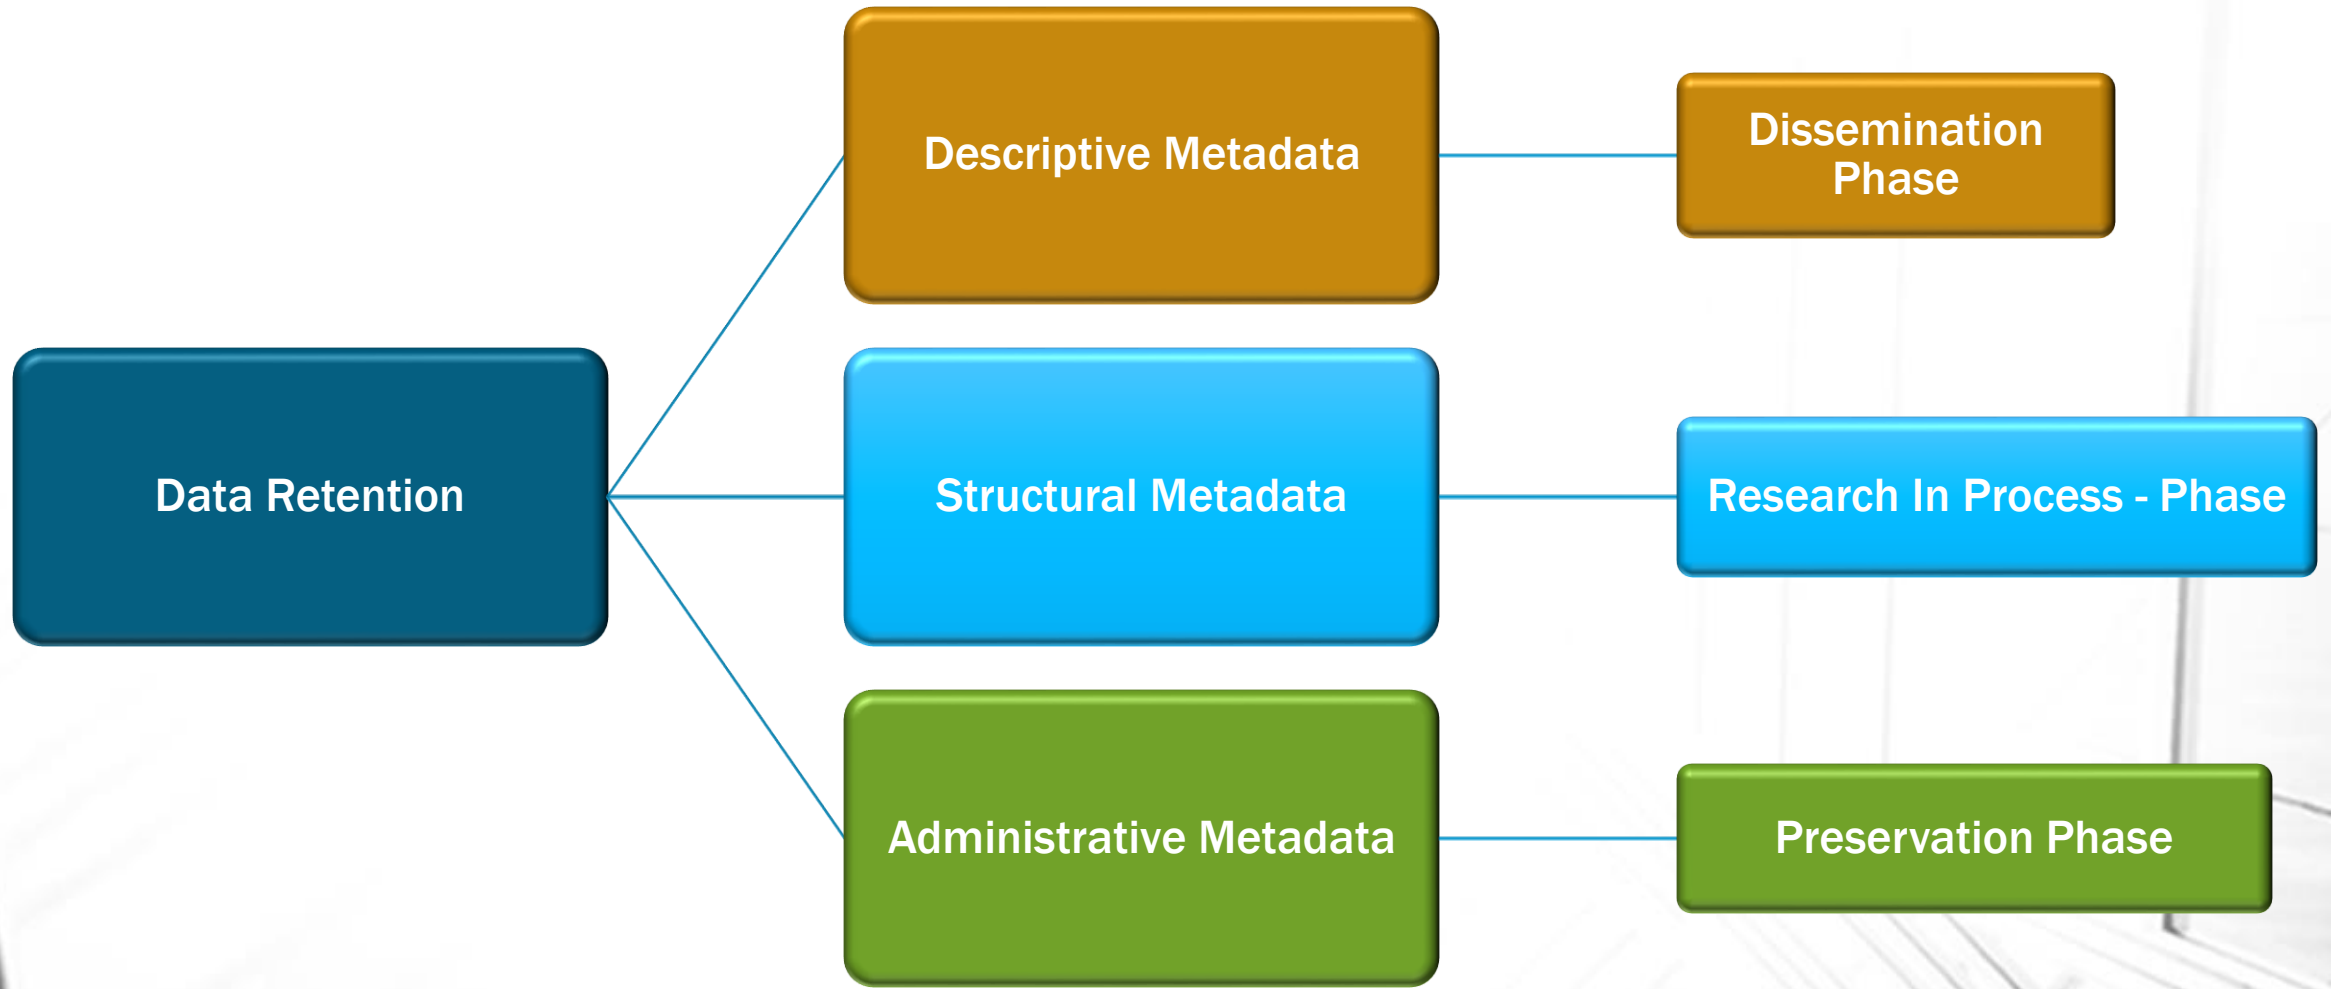 Data Retention
Descriptive Metadata
Dissemination
Phase
Structural Metadata
Research In Process - Phase
Administrative Metadata
Preservation Phase